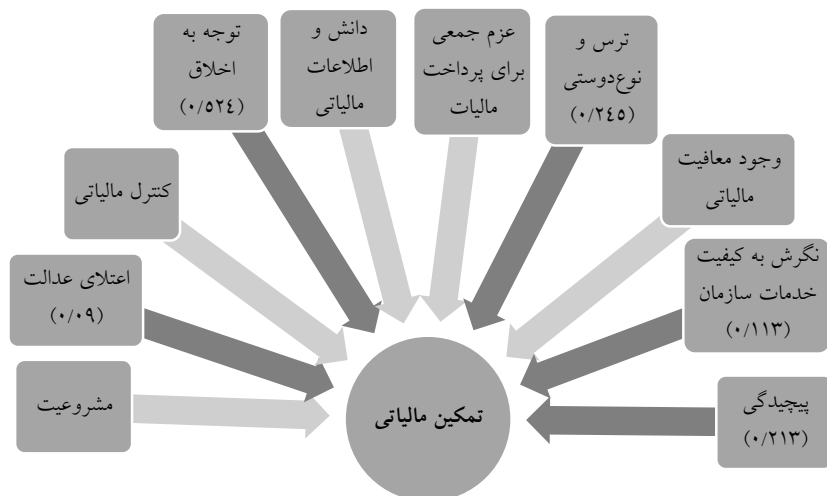 توجه به
اخلاق
(۰/۵۲٤)
دانش و
اطلاعات
مالیاتی
عزم جمعی
برای پرداخت
مالیات
ترس و
نوع‌دوستی
(۰/۲٤۵)
وجود معافیت
مالیاتی
کنترل مالیاتی
نگرش به کیفیت
خدمات سازمان
(۰/۱۱۳)
اعتلای عدالت
(۰/۰۹)
پیچیدگی
(۰/۲۱۳)
مشروعیت
تمکین مالیاتی